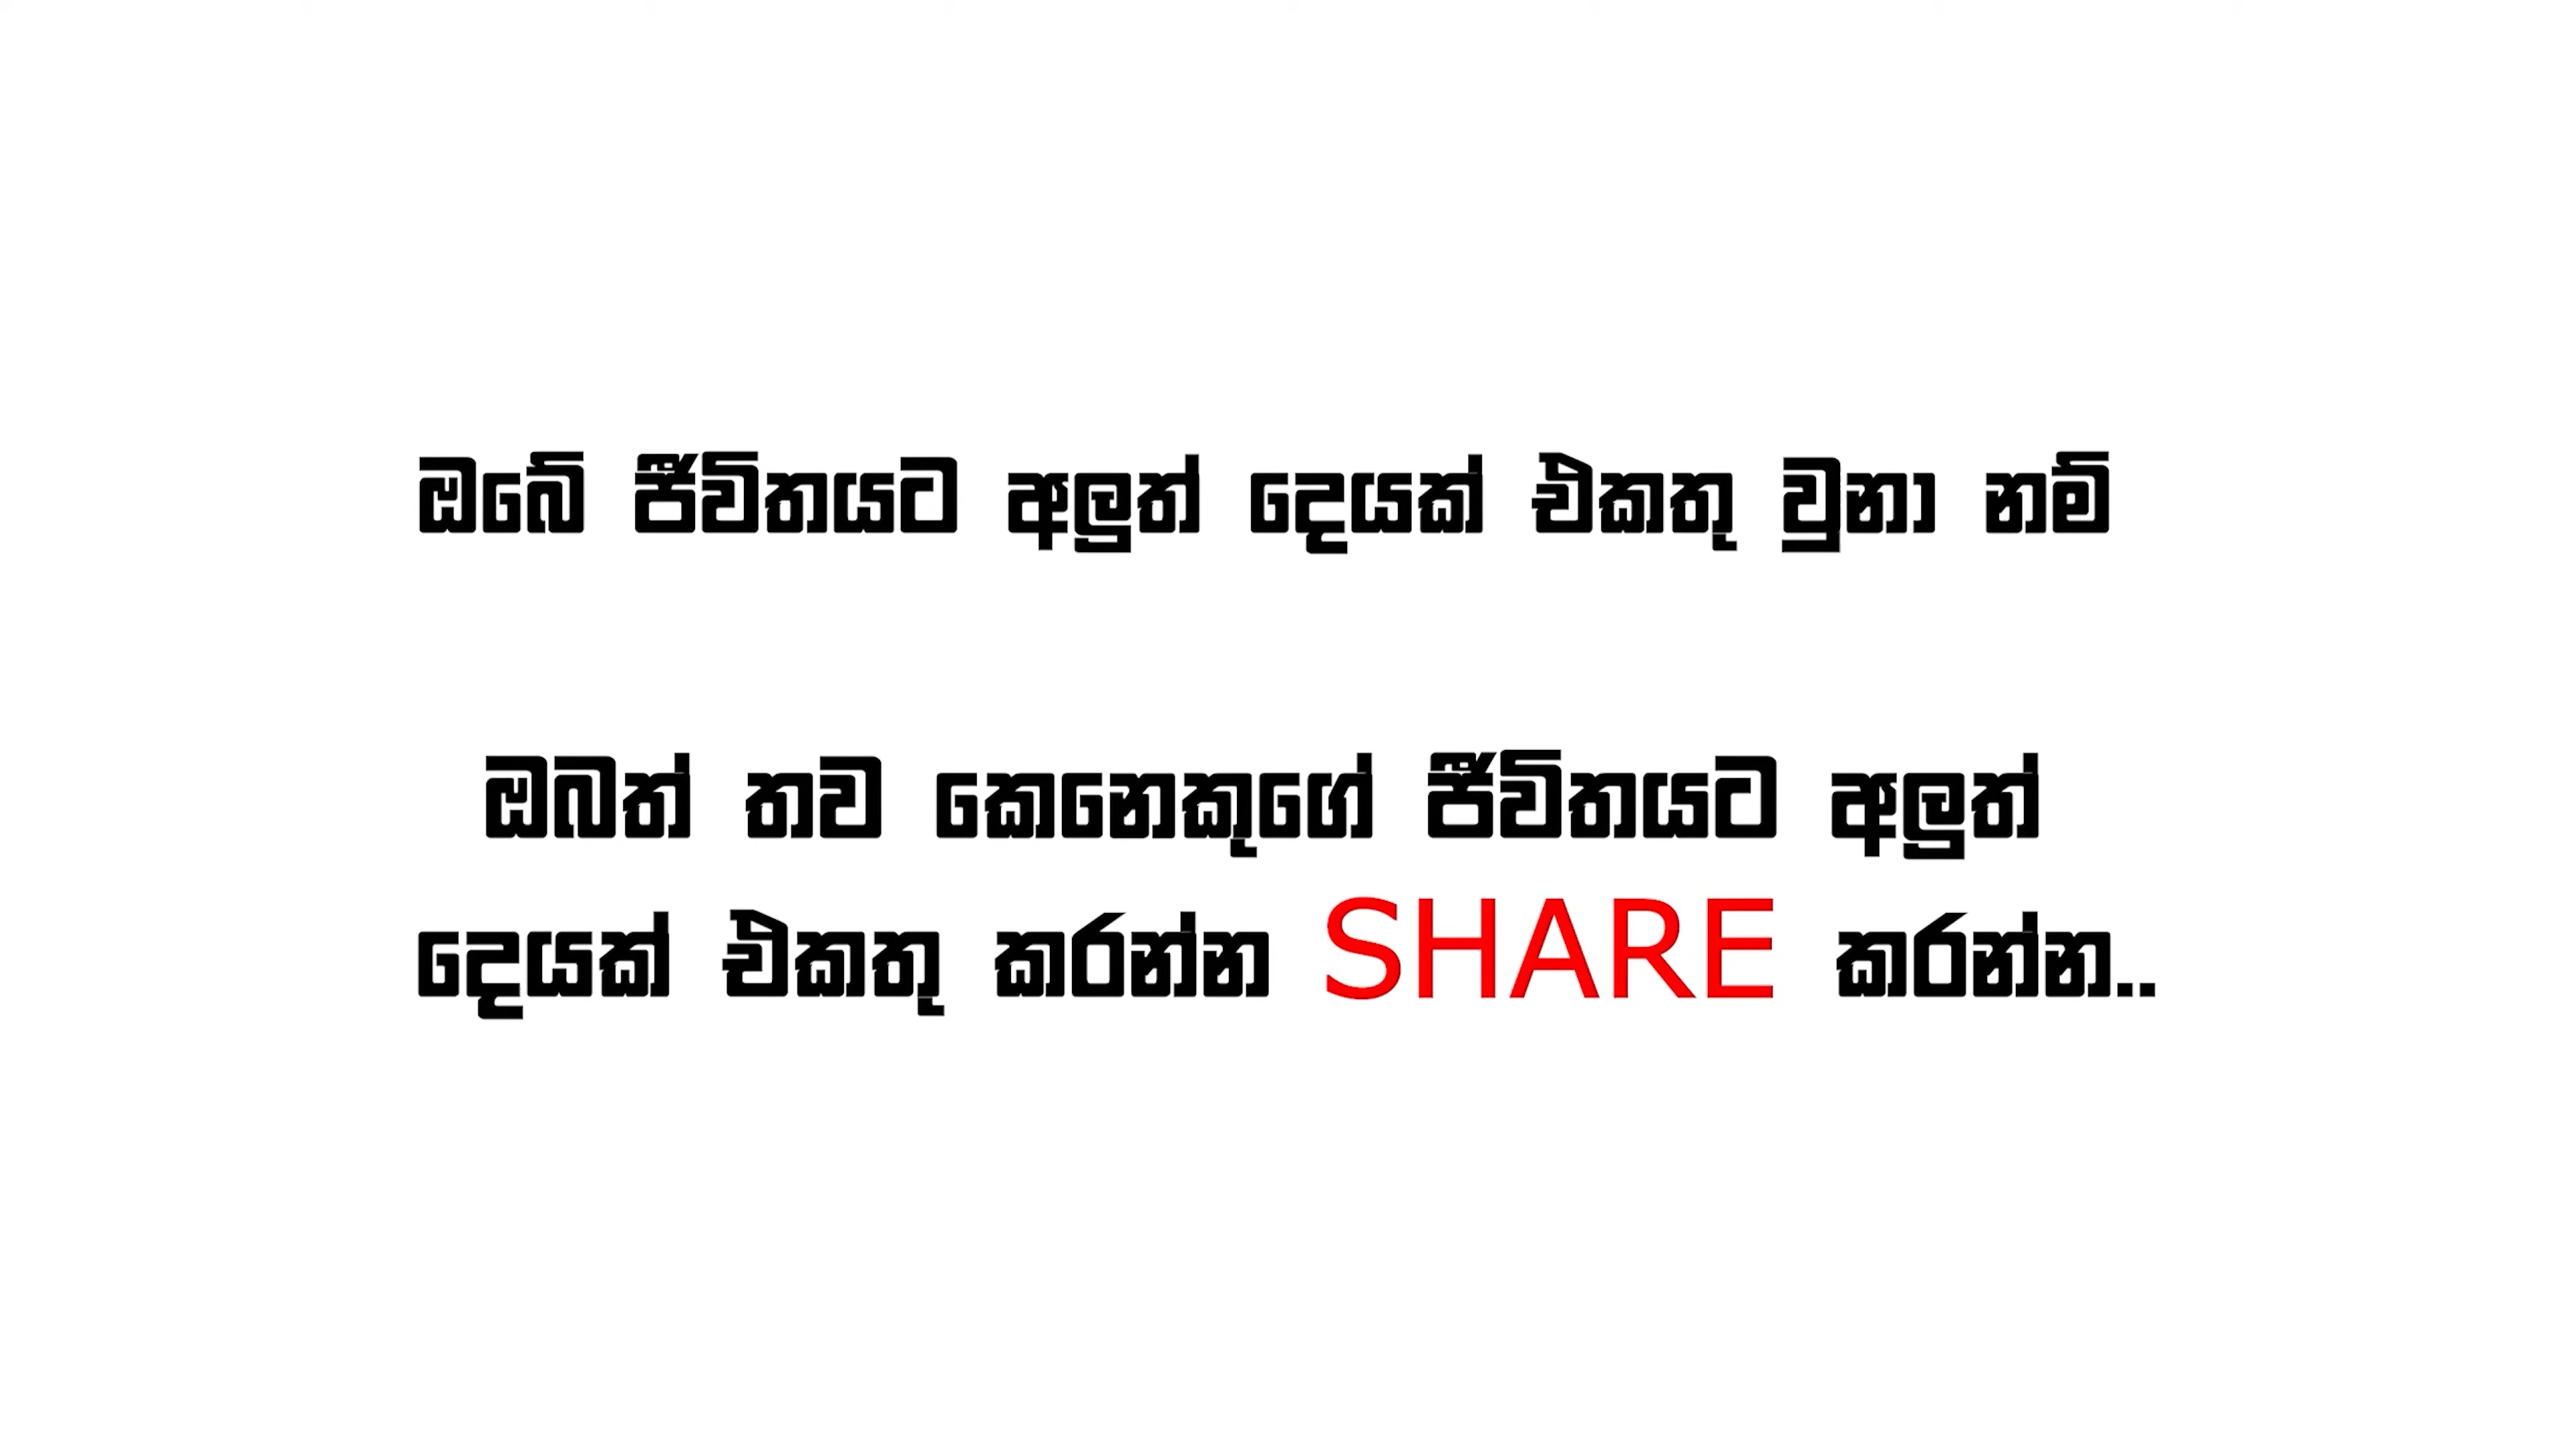 ඔබේ ජීවිතයට අලුත් දෙයක් එකතු වුනා නම්
ඔබත් තව කෙනෙකුගේ ජීවිතයට අලුත්
දෙයක් එකතු කරන්න SHARE කරන්න..